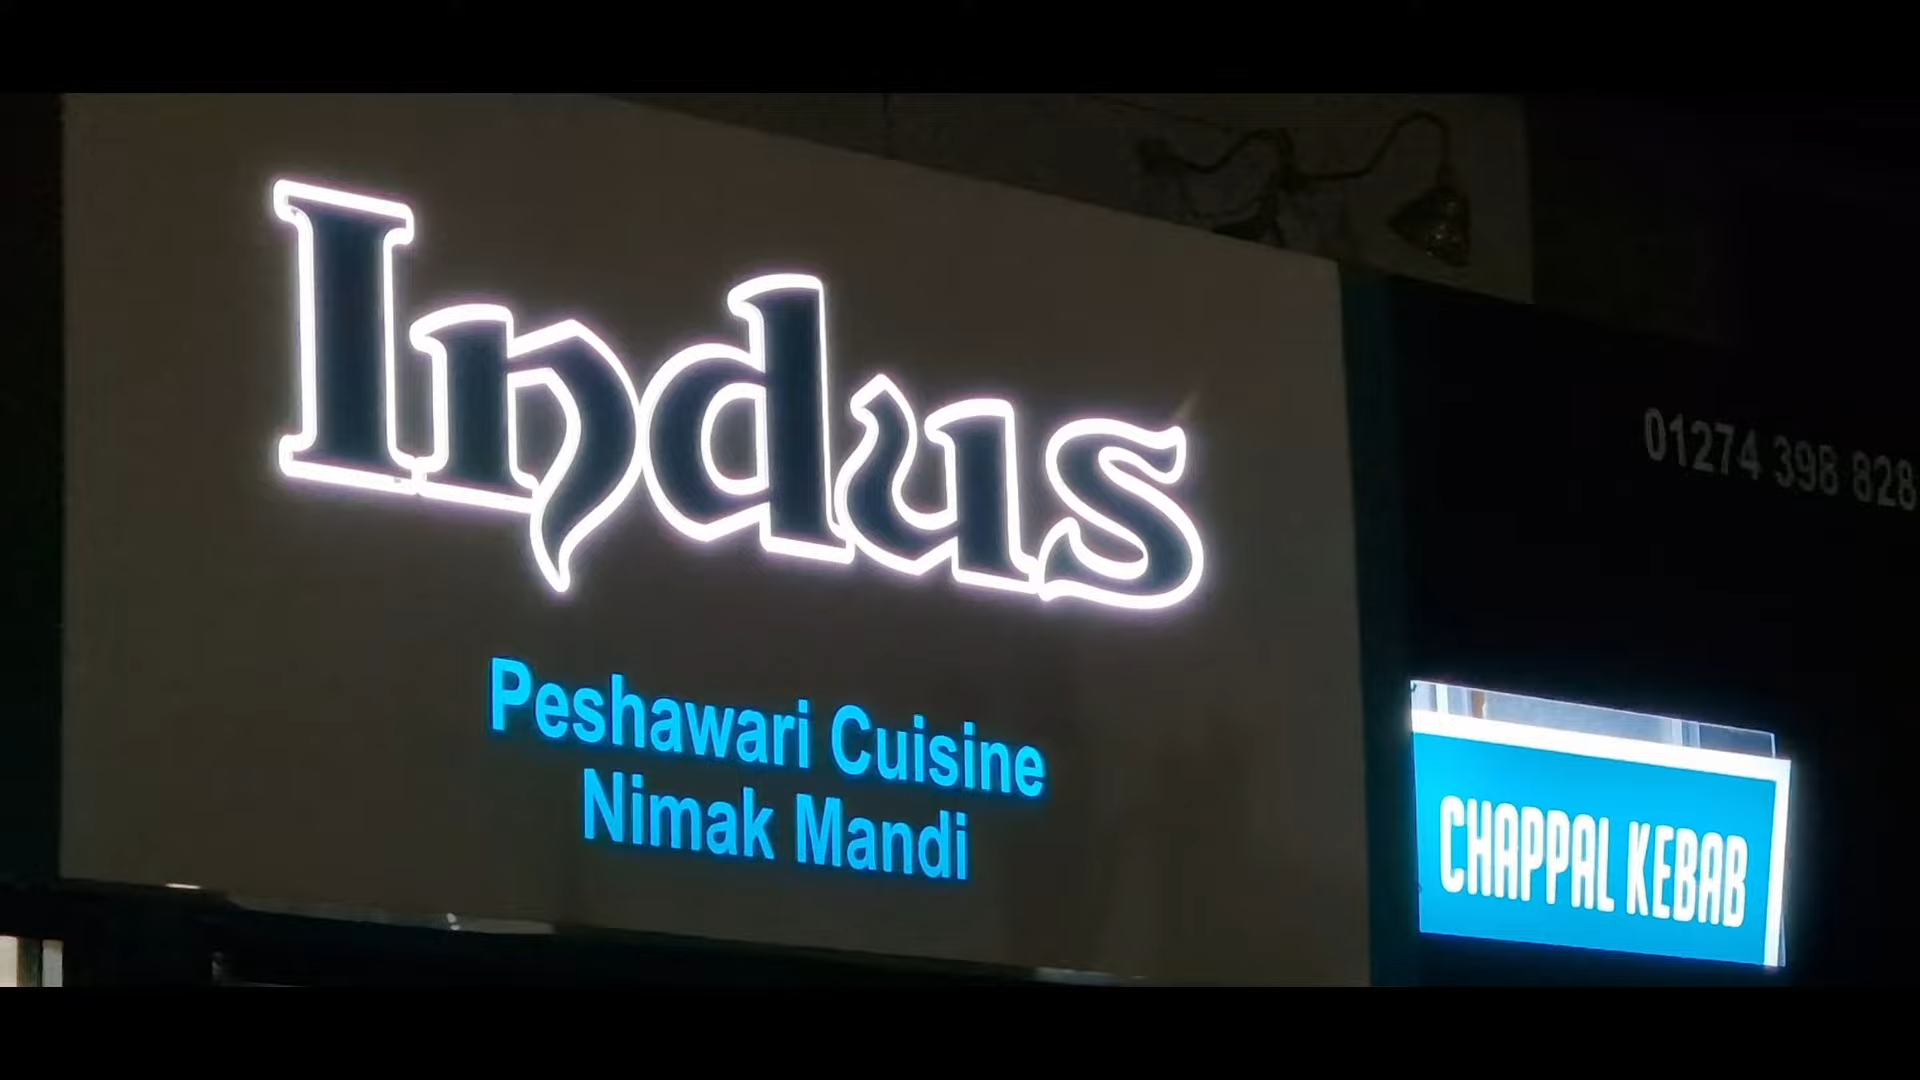 Indus
Peshawari Cuisine
Nimak Mandi
01274 398 828
CHAPPAL KEBAB